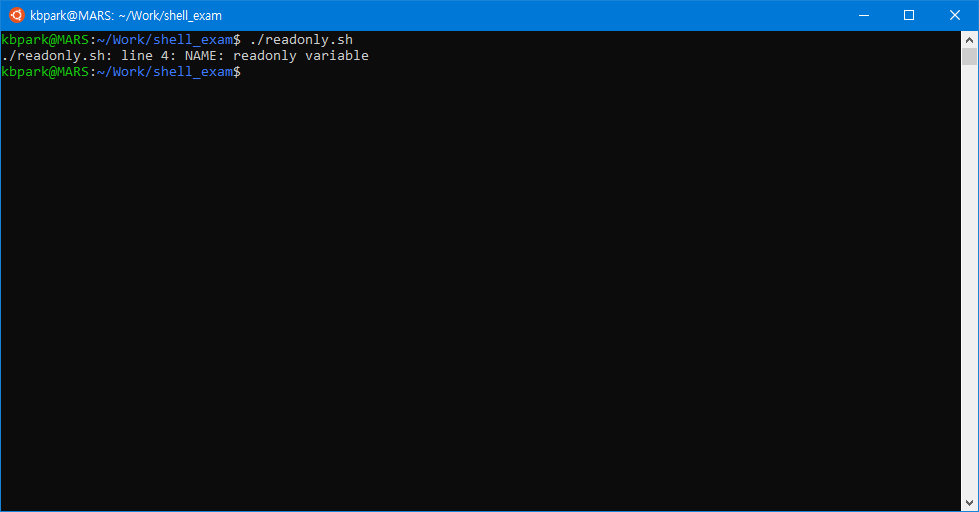 kbpark@MARS: ~/Work/shell_exam
kbpark@MARS:~/Work/shell_exam$ ./readonly.sh
./readonly.sh: line 4: NAME: readonly variable
kbpark@MARS:~/Work/shell_exam$